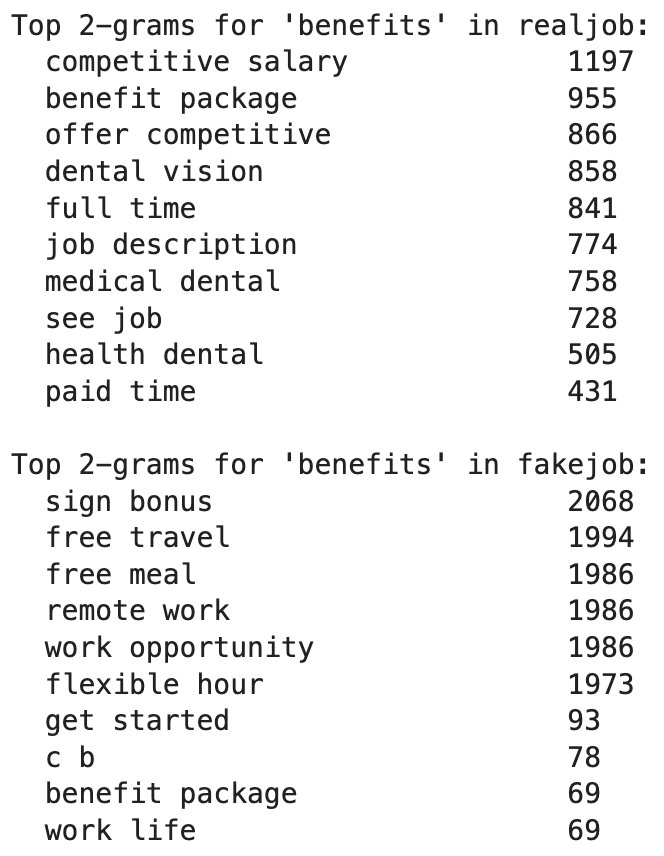 Top 2-grams for 'benefits' in realjob:
competitive salary 1197
benefit package 955
offer competitive 866
dental vision 858
full time 841
job description 774
medical dental 758
see job 728
health dental 505
paid time 431
Top 2-grams for 'benefits' in fakejob:
sign bonus 2068
free travel 1994
free meal 1986
remote work 1986
work opportunity 1986
flexible hour 1973
get started 93
c b 78
benefit package 69
work life 69